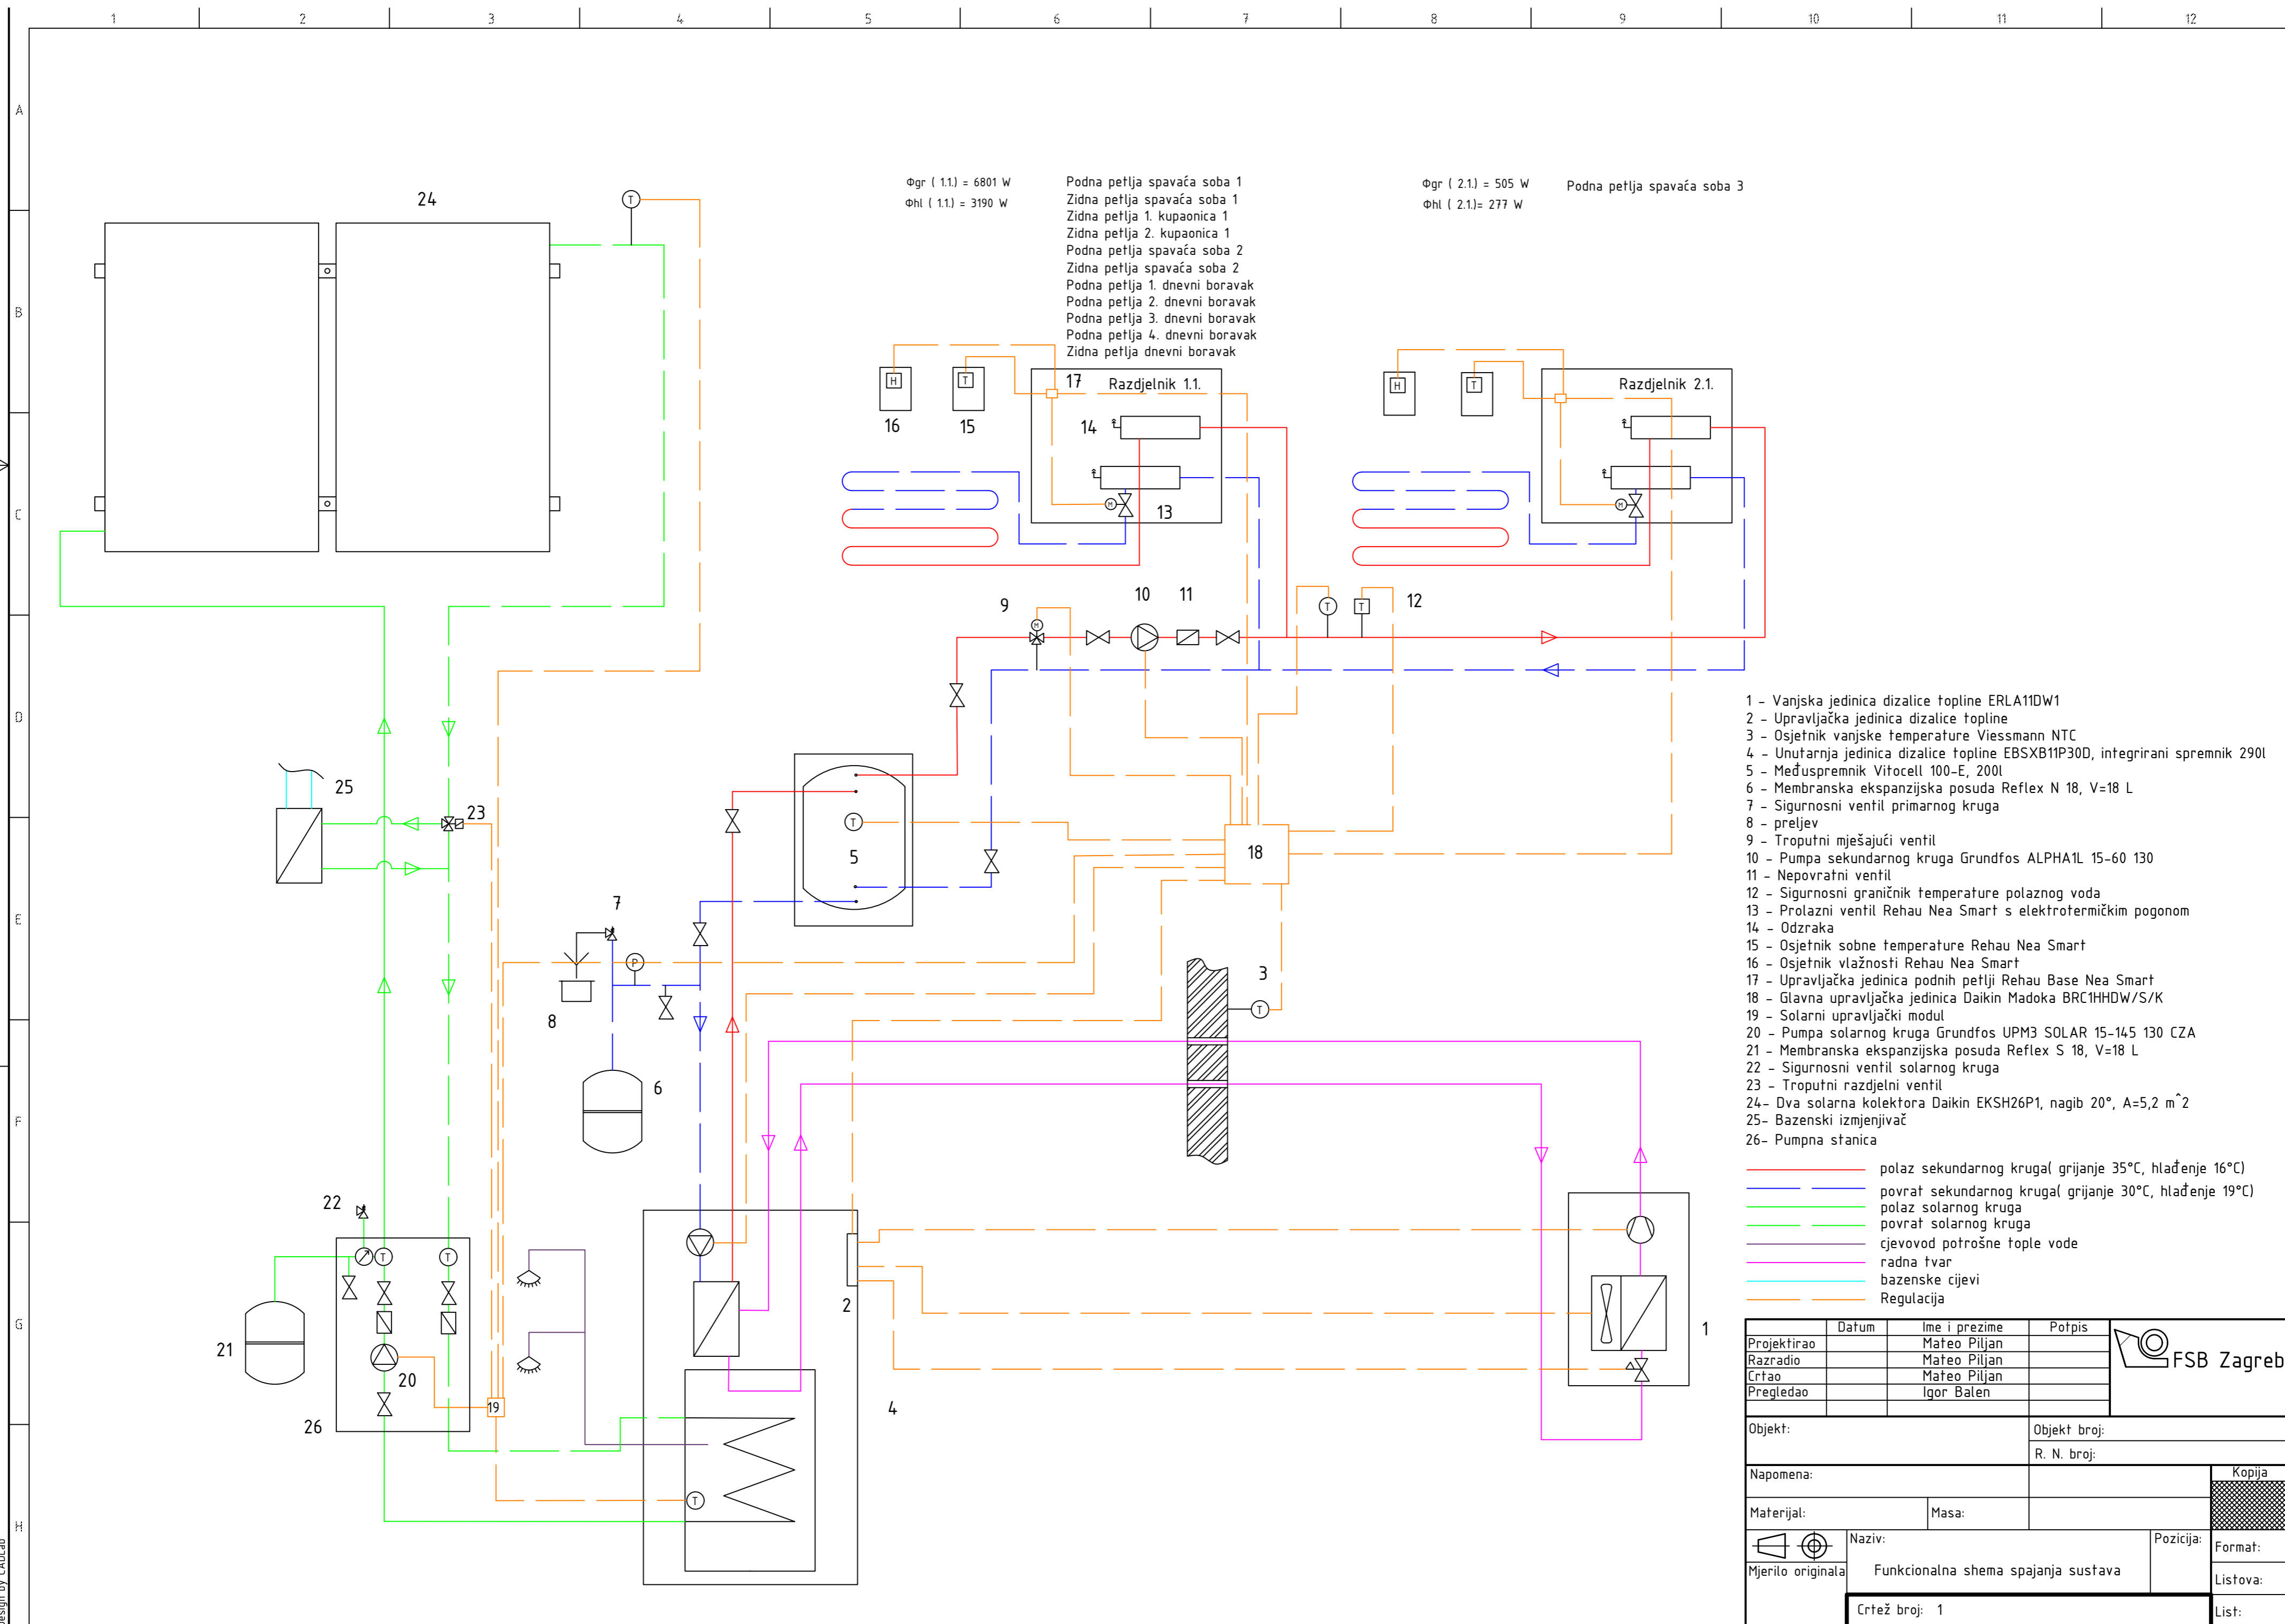 1 2 3 4 5 6 7 8 9 10 11 12
A
B
C
D
E
F
G
H
Φgr ( 1.1.) = 6801 W
Φhl ( 1.1.) = 3190 W
Podna petlja spavaća soba 1
Zidna petlja spavaća soba 1
Zidna petlja 1. kupaonica 1
Zidna petlja 2. kupaonica 1
Podna petlja spavaća soba 2
Zidna petlja spavaća soba 2
Podna petlja 1. dnevni boravak
Podna petlja 2. dnevni boravak
Podna petlja 3. dnevni boravak
Podna petlja 4. dnevni boravak
Zidna petlja dnevni boravak
Φgr ( 2.1.) = 505 W
Φhl ( 2.1.)= 277 W
Podna petlja spavaća soba 3
24
T
H
T
16
15
17
Razdjelnik 1.1.
14
M
13
H
T
Razdjelnik 2.1.
M
9
M
10
11
T
T
12
25
23
T
5
18
7
P
8
6
3
T
22
T
T
21
20
26
19
2
4
T
1
1 - Vanjska jedinica dizalice topline ERLA11DW1
2 - Upravljačka jedinica dizalice topline
3 - Osjetnik vanjske temperature Viessmann NTC
4 - Unutarnja jedinica dizalice topline EBSXB11P30D, integrirani spremnik 290l
5 - Međuspremnik Vitocell 100-E, 200l
6 - Membranska ekspanzijska posuda Reflex N 18, V=18 L
7 - Sigurnosni ventil primarnog kruga
8 - preljev
9 - Troputni mješajući ventil
10 - Pumpa sekundarnog kruga Grundfos ALPHA1L 15-60 130
11 - Nepovratni ventil
12 - Sigurnosni graničnik temperature polaznog voda
13 - Prolazni ventil Rehau Nea Smart s elektrotermičkim pogonom
14 - Odzraka
15 - Osjetnik sobne temperature Rehau Nea Smart
16 - Osjetnik vlažnosti Rehau Nea Smart
17 - Upravljačka jedinica podnih petlji Rehau Base Nea Smart
18 - Glavna upravljačka jedinica Daikin Madoka BRC1HHDW/S/K
19 - Solarni upravljački modul
20 - Pumpa solarnog kruga Grundfos UPM3 SOLAR 15-145 130 CZA
21 - Membranska ekspanzijska posuda Reflex S 18, V=18 L
22 - Sigurnosni ventil solarnog kruga
23 - Troputni razdjelni ventil
24- Dva solarna kolektora Daikin EKSH26P1, nagib 20°, A=5,2 m^2
25- Bazenski izmjenjivač
26- Pumpna stanica
polaz sekundarnog kruga( grijanje 35°C, hlađenje 16°C)
povrat sekundarnog kruga( grijanje 30°C, hlađenje 19°C)
polaz solarnog kruga
povrat solarnog kruga
cjevovod potrošne tople vode
radna tvar
bazenske cijevi
Regulacija
Datum Ime i prezime Potpis
Projektirao Mateo Piljan
Razradio Mateo Piljan
Crtao Mateo Piljan
Pregledao Igor Balen
FSB Zagreb
Objekt:
Objekt broj:
R. N. broj:
Napomena:
Kopija
Materijal:
Masa:
Naziv:
Pozicija:
Format:
Mjerilo originala
Funkcionalna shema spajanja sustava
Listova:
Crtež broj: 1
List:
Design by CADLab